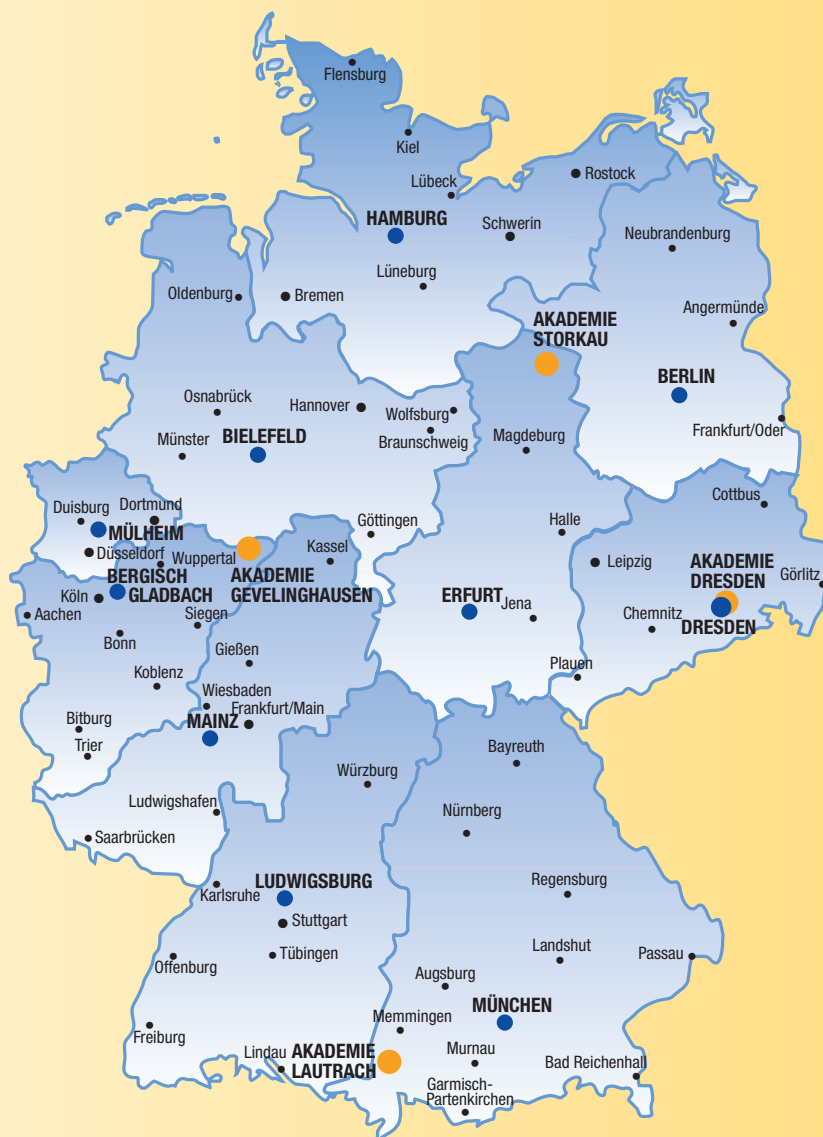 Flensburg
Kiel
Rostock
Lübeck
HAMBURG
Schwerin
Neubrandenburg
Lüneburg
Oldenburg
Bremen
Angermünde
AKADEMIE
STORKAU
BERLIN
Osnabrück
Hannover
Wolfsburg
Frankfurt/Oder
Münster
BIELEFELD
Braunschweig
Magdeburg
Cottbus
Duisburg
Dortmund
MÜLHEIM
Göttingen
Halle
Düsseldorf
Wuppertal
Kassel
Leipzig
AKADEMIE
DRESDEN
Görlitz
BERGISCH
GLADBACH
AKADEMIE
GEVELINGHAUSEN
Köln
ERFURT
Jena
Aachen
Siegen
Chemnitz
DRESDEN
Bonn
Gießen
Koblenz
Plauen
Wiesbaden
Frankfurt/Main
Bitburg
MAINZ
Trier
Bayreuth
Würzburg
Ludwigshafen
Nürnberg
Saarbrücken
LUDWIGSBURG
Karlsruhe
Regensburg
Stuttgart
Tübingen
Landshut
Passau
Offenburg
Augsburg
MÜNCHEN
Memmingen
Freiburg
Lindau
AKADEMIE
LAUTRACH
Murnau
Bad Reichenhall
Garmisch-
Partenkirchen